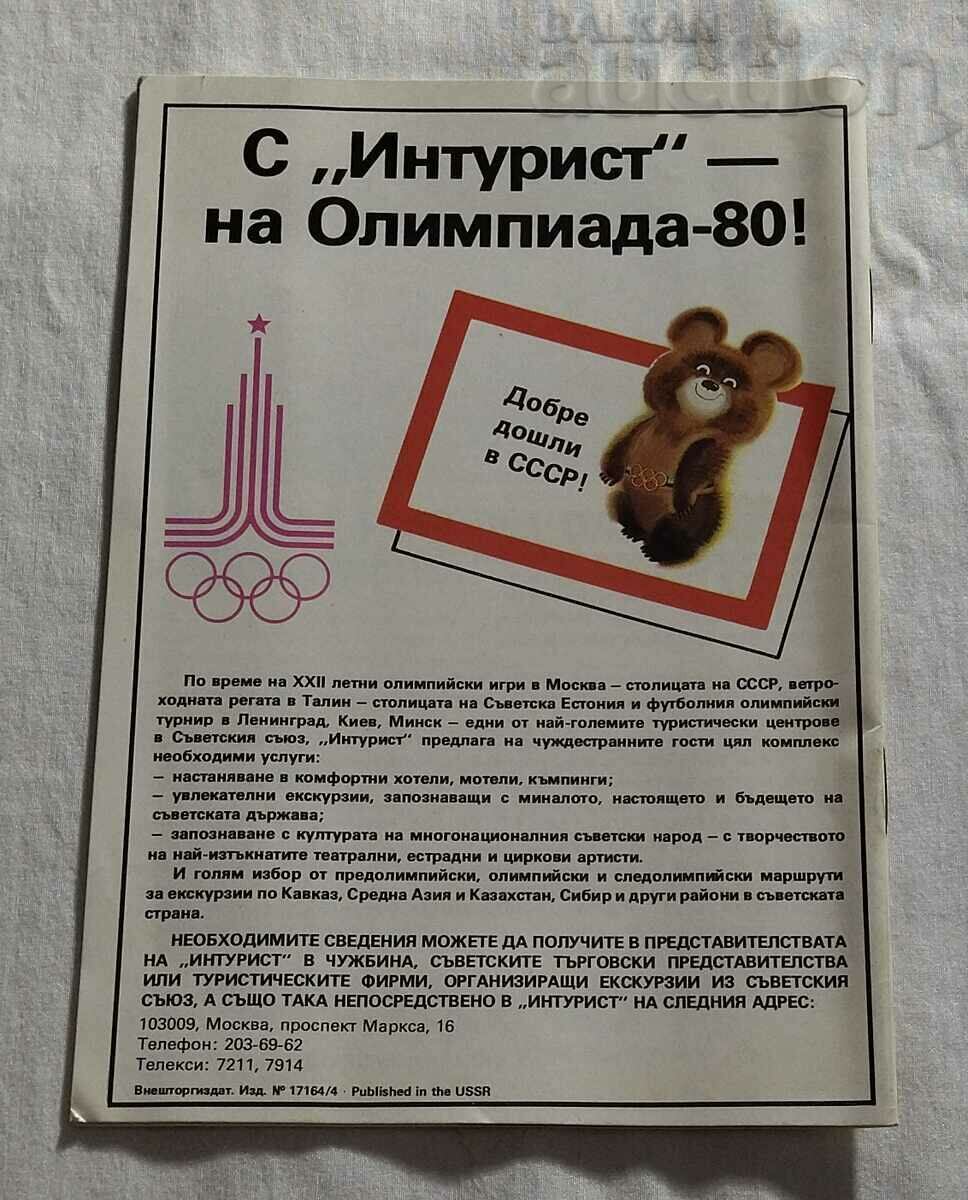 BALKAN
auction
С „Интурист“ —
на Олимпиада-80!
Добре
дошли
в СССР!
По време на XXII летни олимпийски игри в Москва – столицата на СССР, ветро-
ходната регата в Талин – столицата на Съветска Естония и футболния олимпийски
турнир в Ленинград, Киев, Минск – едни от най-големите туристически центрове
в Съветския съюз, „Интурист“ предлага на чуждестранните гости цял комплекс
необходими услуги:
– настаняване в комфортни хотели, мотели, къмпинги;
– увлекателни екскурзии, запознаващи с миналото, настоящето и бъдещето на
съветската държава;
– запознаване с културата на многонационалния съветски народ – с творчеството
на най-изтъкнатите театрални, естрадни и циркови артисти.
И голям избор от предолимпийски, олимпийски и следолимпийски маршрути
за екскурзии по Кавказ, Средна Азия и Казахстан, Сибир и други райони в съветската
страна.
НЕОБХОДИМИТЕ СВЕДЕНИЯ МОЖЕТЕ ДА ПОЛУЧИТЕ В ПРЕДСТАВИТЕЛСТВАТА
НА „ИНТУРИСТ“ В ЧУЖБИНА, СЪВЕТСКИТЕ ТЪРГОВСКИ ПРЕДСТАВИТЕЛСТВА
ИЛИ ТУРИСТИЧЕСКИТЕ ФИРМИ, ОРГАНИЗИРАЩИ ЕКСКУРЗИИ ИЗ СЪВЕТСКИЯ
СЪЮЗ, А СЪЩО ТАКА НЕПОСРЕДСТВЕНО В „ИНТУРИСТ“ НА СЛЕДНИЯ АДРЕС:
103009, Москва, проспект Маркса, 16
Телефон: 203-69-62
Телекси: 7211, 7914
Внешторгиздат. Изд. № 17164/4 · Published in the USSR